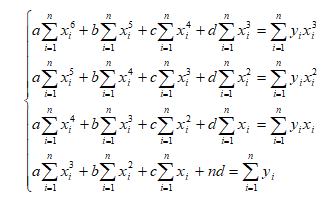 a∑_{i=1}^{n} x_i^6 + b∑_{i=1}^{n} x_i^5 + c∑_{i=1}^{n} x_i^4 + d∑_{i=1}^{n} x_i^3 = ∑_{i=1}^{n} y_i x_i^3
a∑_{i=1}^{n} x_i^5 + b∑_{i=1}^{n} x_i^4 + c∑_{i=1}^{n} x_i^3 + d∑_{i=1}^{n} x_i^2 = ∑_{i=1}^{n} y_i x_i^2
a∑_{i=1}^{n} x_i^4 + b∑_{i=1}^{n} x_i^3 + c∑_{i=1}^{n} x_i^2 + d∑_{i=1}^{n} x_i = ∑_{i=1}^{n} y_i x_i
a∑_{i=1}^{n} x_i^3 + b∑_{i=1}^{n} x_i^2 + c∑_{i=1}^{n} x_i + nd = ∑_{i=1}^{n} y_i